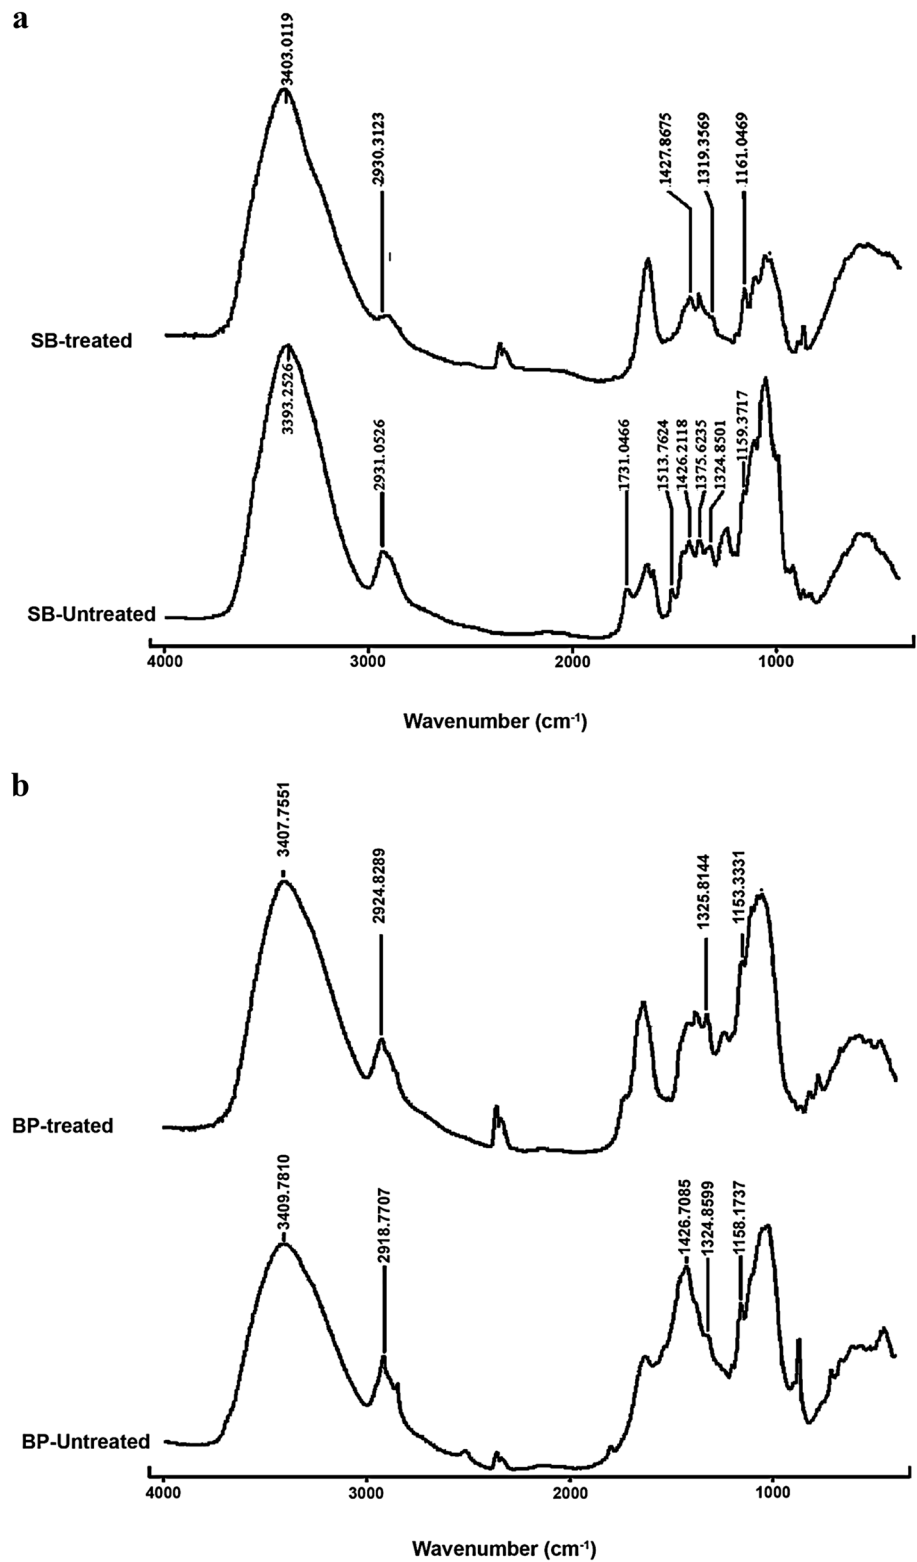 a
3403.0119
2930.3123
1427.8675
1319.3569
1161.0469
SB-treated
3393.2526
2931.0526
1731.0466
1513.7624
1426.2118
1375.6235
1324.8501
1159.3717
SB-Untreated
4000 3000 2000 1000
Wavenumber (cm⁻¹)
b
3407.7551
2924.8289
1325.8144
1153.3331
BP-treated
3409.7810
2918.7707
1426.7085
1324.8599
1158.1737
BP-Untreated
4000 3000 2000 1000
Wavenumber (cm⁻¹)